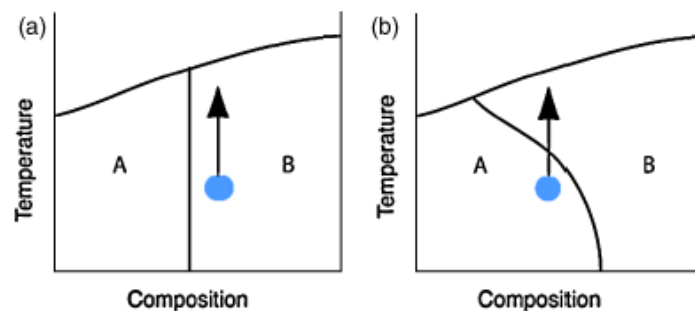 (a)
Temperature
A
B
Composition
(b)
Temperature
A
B
Composition